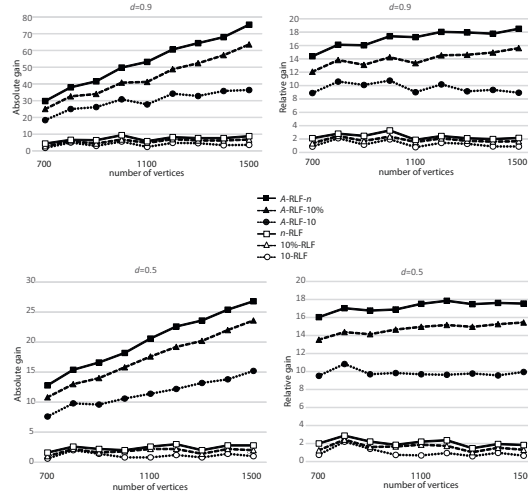 d=0.9
Absolute gain
80
70
60
50
40
30
20
10
0
700
1100
1500
number of vertices
d=0.9
Relative gain
20
18
16
14
12
10
8
6
4
2
0
700
1100
1500
number of vertices
A-RLF-n
A-RLF-10%
A-RLF-10
n-RLF
10%-RLF
10-RLF
d=0.5
Absolute gain
30
25
20
15
10
5
0
700
1100
1500
number of vertices
d=0.5
Relative gain
20
18
16
14
12
10
8
6
4
2
0
700
1100
1500
number of vertices